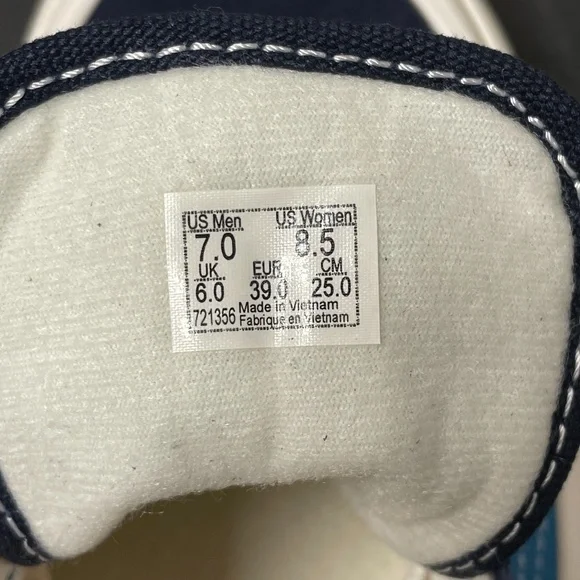 US Men US Women
7.0 8.5
UK EUR CM
6.0 39.0 25.0
721356 Made in Vietnam
Fabrique en Vietnam